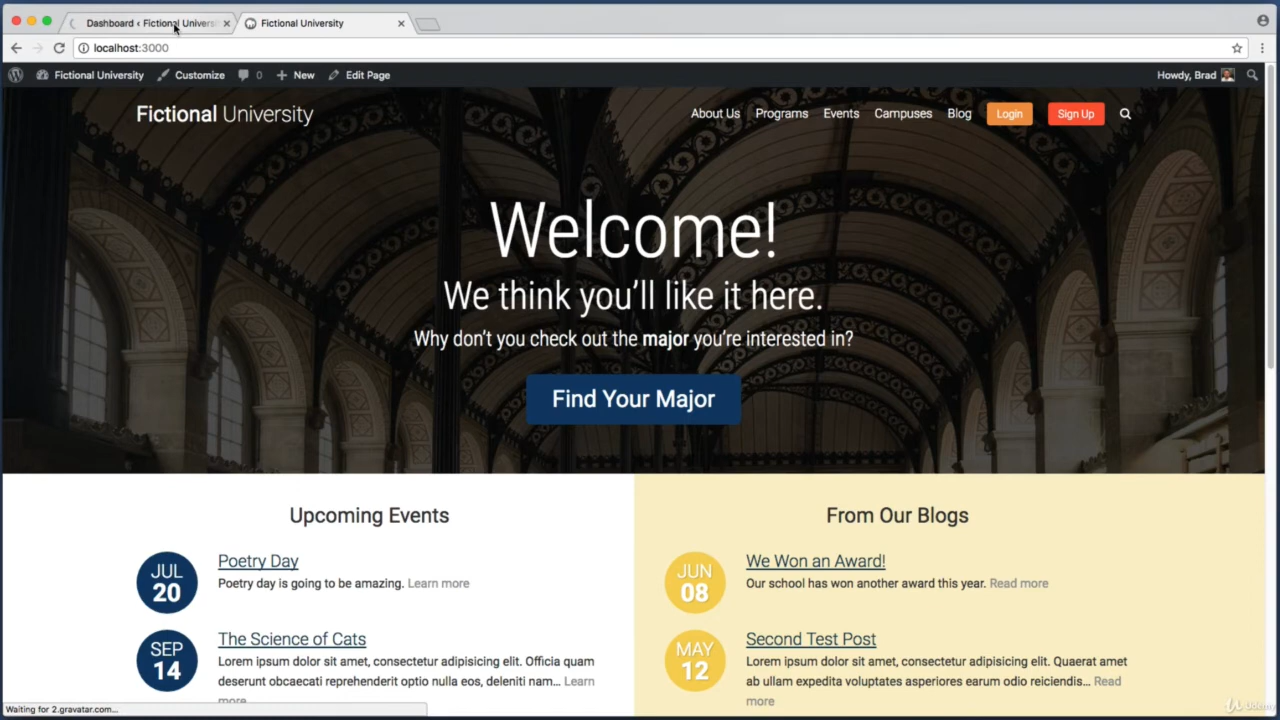 Dashboard ‹ Fictional Universi
Fictional University
localhost:3000
Fictional University
Customize
0
New
Edit Page
Howdy, Brad
Fictional University
About Us
Programs
Events
Campuses
Blog
Login
Sign Up
Welcome!
We think you'll like it here.
Why don't you check out the major you're interested in?
Find Your Major
Upcoming Events
JUL
20
Poetry Day
Poetry day is going to be amazing. Learn more
SEP
14
The Science of Cats
Lorem ipsum dolor sit amet, consectetur adipisicing elit. Officia quam
deserunt obcaecati reprehenderit optio nulla eos, deleniti nam... Learn
more
From Our Blogs
JUN
08
We Won an Award!
Our school has won another award this year. Read more
MAY
12
Second Test Post
Lorem ipsum dolor sit amet, consectetur adipisicing elit. Quaerat amet
ab ullam expedita voluptates asperiores earum odio reiciendis... Read
more
Waiting for 2.gravatar.com...
Udemy